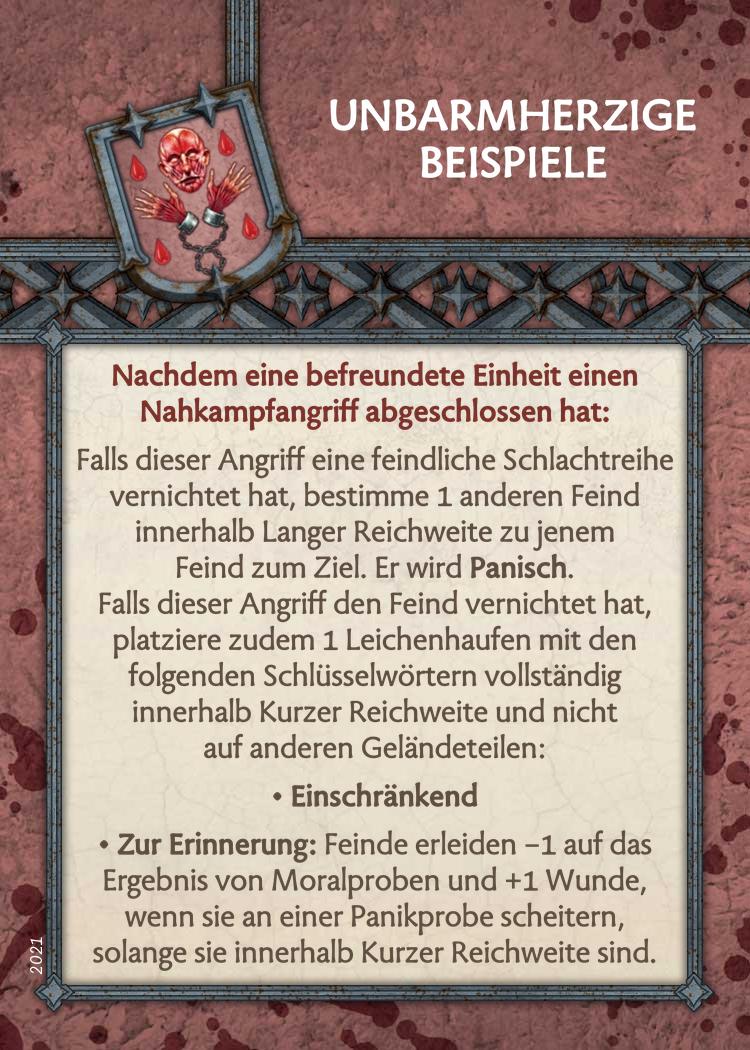 UNBARMHERZIGE
BEISPIELE
Nachdem eine befreundete Einheit einen
Nahkampfangriff abgeschlossen hat:
Falls dieser Angriff eine feindliche Schlachtreihe
vernichtet hat, bestimme 1 anderen Feind
innerhalb Langer Reichweite zu jenem
Feind zum Ziel. Er wird Panisch.
Falls dieser Angriff den Feind vernichtet hat,
platziere zudem 1 Leichenhaufen mit den
folgenden Schlüsselwörtern vollständig
innerhalb Kurzer Reichweite und nicht
auf anderen Geländeteilen:
• Einschränkend
• Zur Erinnerung: Feinde erleiden −1 auf das
Ergebnis von Moralproben und +1 Wunde,
wenn sie an einer Panikprobe scheitern,
solange sie innerhalb Kurzer Reichweite sind.
2021